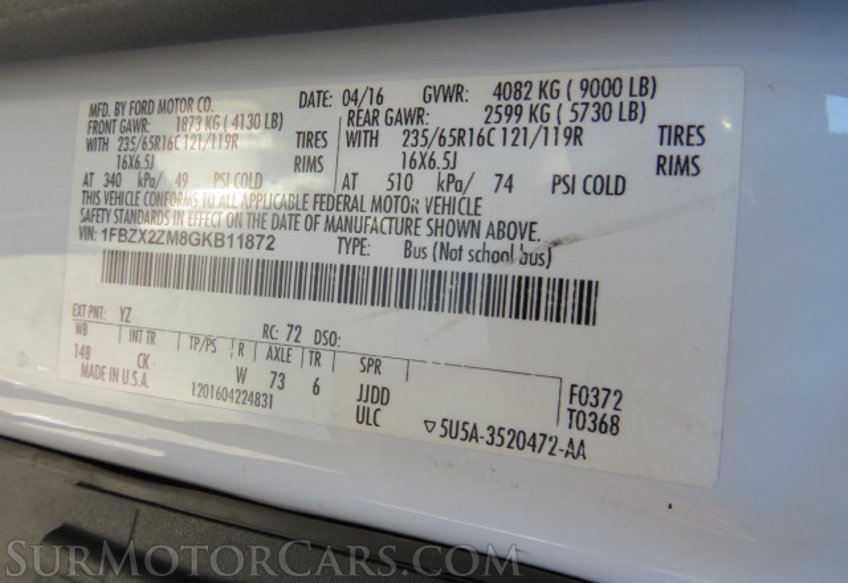 MFD. BY FORD MOTOR CO. DATE: 04/16 GVWR: 4082 KG ( 9000 LB)
FRONT GAWR: 1873 KG ( 4130 LB) REAR GAWR: 2599 KG ( 5730 LB)
WITH 235/65R16C 121/119R TIRES WITH 235/65R16C 121/119R TIRES
16X6.5J RIMS 16X6.5J RIMS
AT 340 kPa/ 49 PSI COLD AT 510 kPa/ 74 PSI COLD
THIS VEHICLE CONFORMS TO ALL APPLICABLE FEDERAL MOTOR VEHICLE
SAFETY STANDARDS IN EFFECT ON THE DATE OF MANUFACTURE SHOWN ABOVE.
VIN: 1FBZX2ZM8GKB11872 TYPE: Bus (Not school bus)
EXT PNT: YZ RC: 72 DSO:
WB INT TR TP/PS R AXLE TR SPR
148 CK W 73 6 JJDD F0372
MADE IN U.S.A. 1201604224831 ULC T0368
5U5A-3520472-AA
SURMOTORCARS.COM